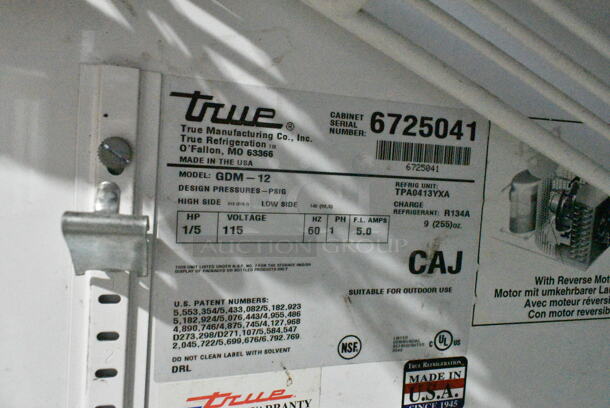 true®
True Manufacturing Co., Inc.
True Refrigeration™
O'Fallon, MO 63366
MADE IN THE USA
CABINET SERIAL NUMBER: 6725041
6725041
MODEL: GDM-12
DESIGN PRESSURES-PSIG
HIGH SIDE LOW SIDE
REFRIG UNIT: TPA0413YXA
CHARGE
REFRIGERANT: R134A
9 (255)oz.
HP VOLTAGE HZ PH F.L. AMPS
1/5 115 60 1 5.0
AUCTION GROUP
CAJ
SUITABLE FOR OUTDOOR USE
U.S. PATENT NUMBERS:
5,553,354/5,433,082/5,182,923
5,182,924/5,076,443/4,955,486
4,890,746/4,875,745/4,127,968
D273,298/D271,107/5,584,547
2,045,722/5,699,676/6.792.769
DO NOT CLEAN LABEL WITH SOLVENT
DRL
NSF.
C UL US
LISTED
true
WARRANTY
TRUE REFRIGERATION
MADE IN
U.S.A.
SINCE 1945
With Reverse Mot
Motor mit umkehrbarer Lau
Avec moteur réversi
Con motor reversib